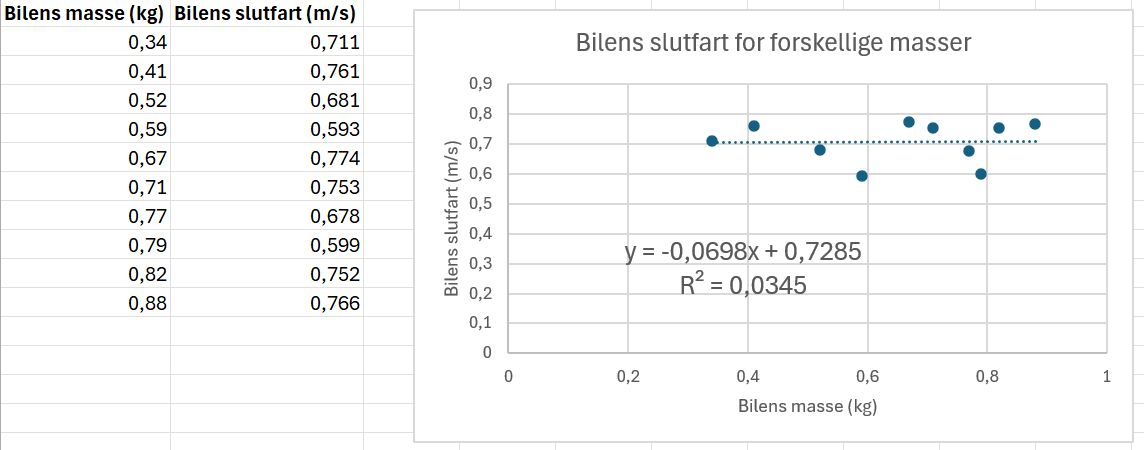 Bilens masse (kg) Bilens slutfart (m/s)
0,34 0,711
0,41 0,761
0,52 0,681
0,59 0,593
0,67 0,774
0,71 0,753
0,77 0,678
0,79 0,599
0,82 0,752
0,88 0,766
Bilens slutfart for forskellige masser
Bilens slutfart (m/s)
0,9
0,8
0,7
0,6
0,5
0,4
0,3
0,2
0,1
0
y = -0,0698x + 0,7285
R² = 0,0345
0 0,2 0,4 0,6 0,8 1
Bilens masse (kg)